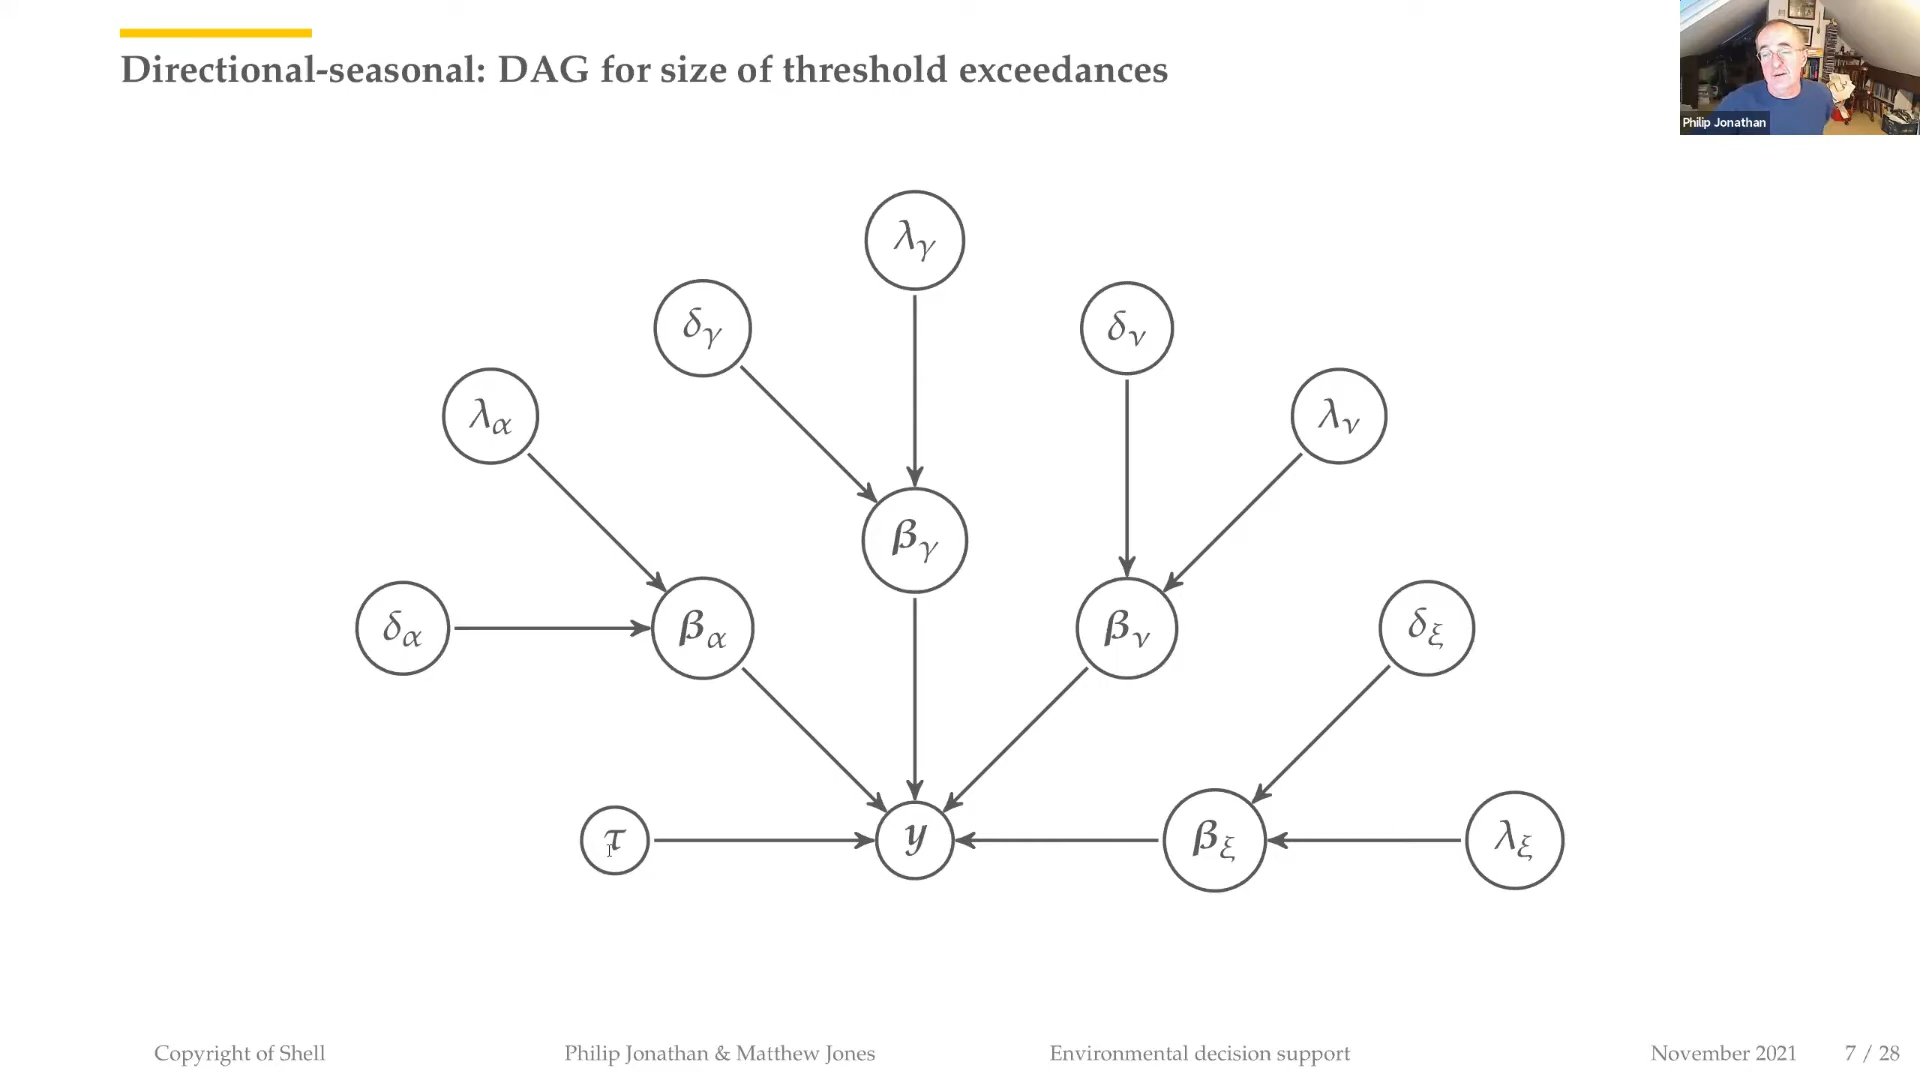 Directional-seasonal: DAG for size of threshold exceedances
Philip Jonathan
λγ
δγ
δν
λα
λν
βγ
δα
βα
βν
δξ
τ
y
βξ
λξ
Copyright of Shell
Philip Jonathan & Matthew Jones
Environmental decision support
November 2021
7 / 28